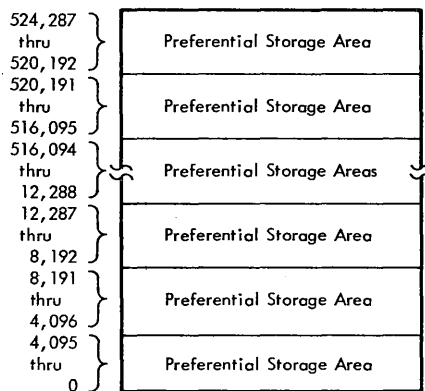 524,287
thru
520,192
Preferential Storage Area
520,191
thru
516,095
Preferential Storage Area
516,094
thru
12,288
Preferential Storage Areas
12,287
thru
8,192
Preferential Storage Area
8,191
thru
4,096
Preferential Storage Area
4,095
thru
0
Preferential Storage Area